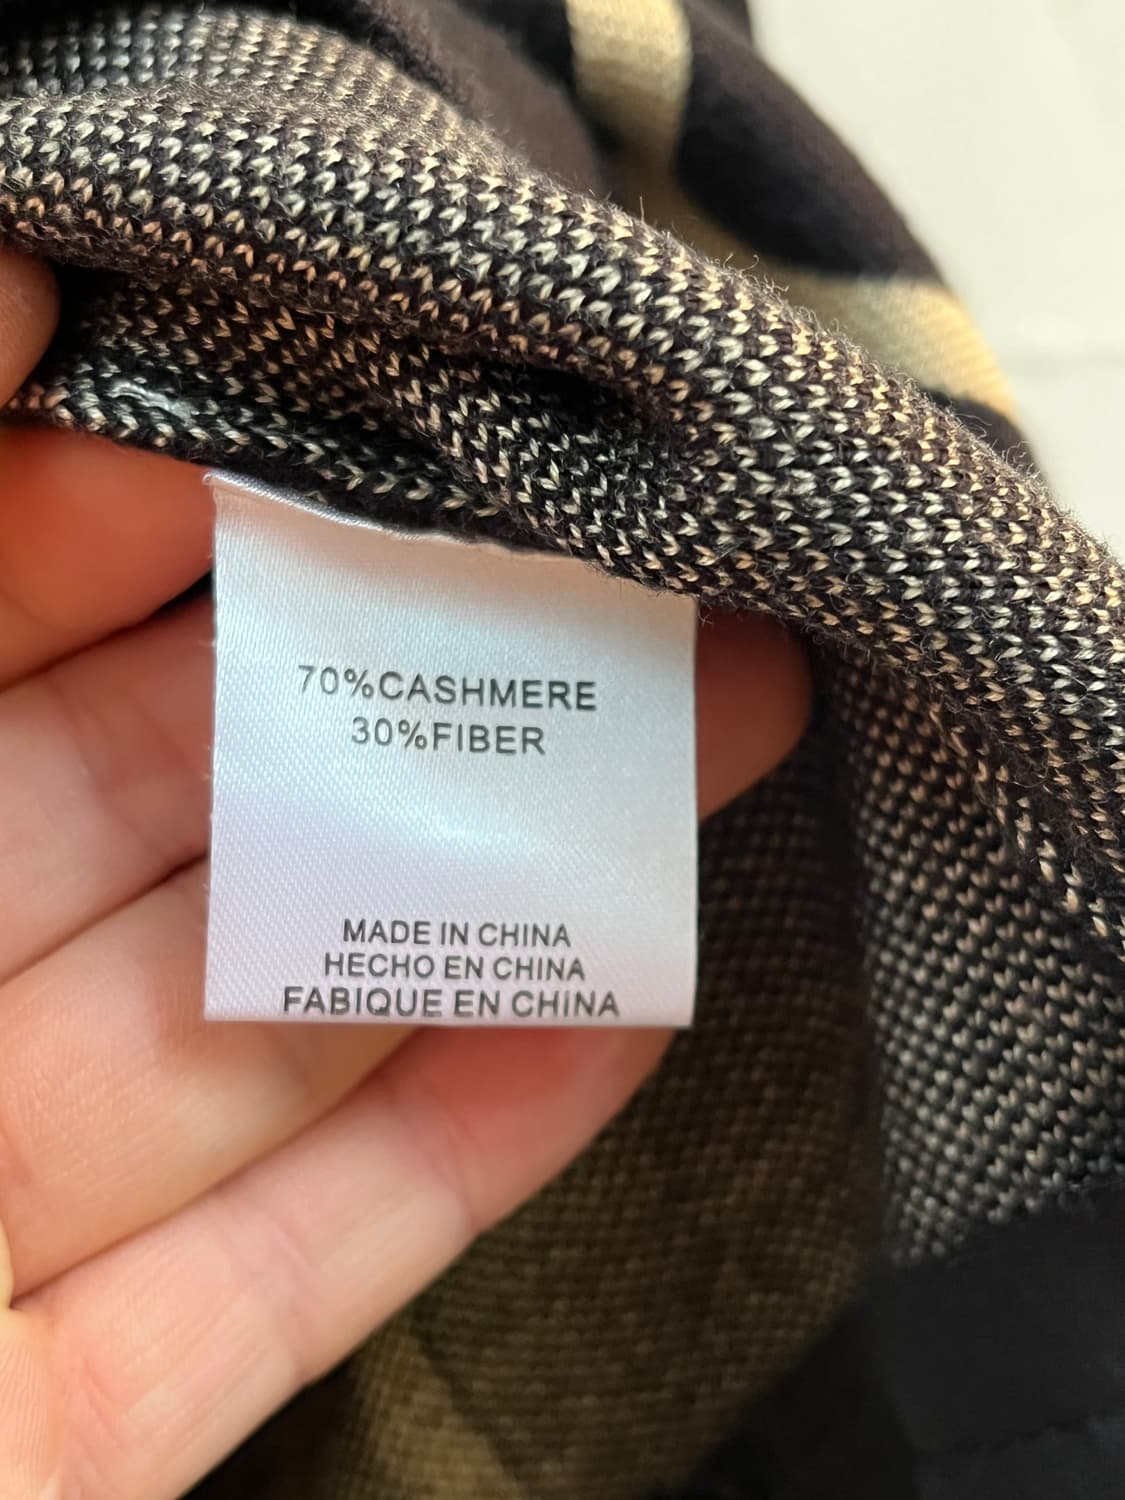 70%CASHMERE
30%FIBER
MADE IN CHINA
HECHO EN CHINA
FABIQUE EN CHINA